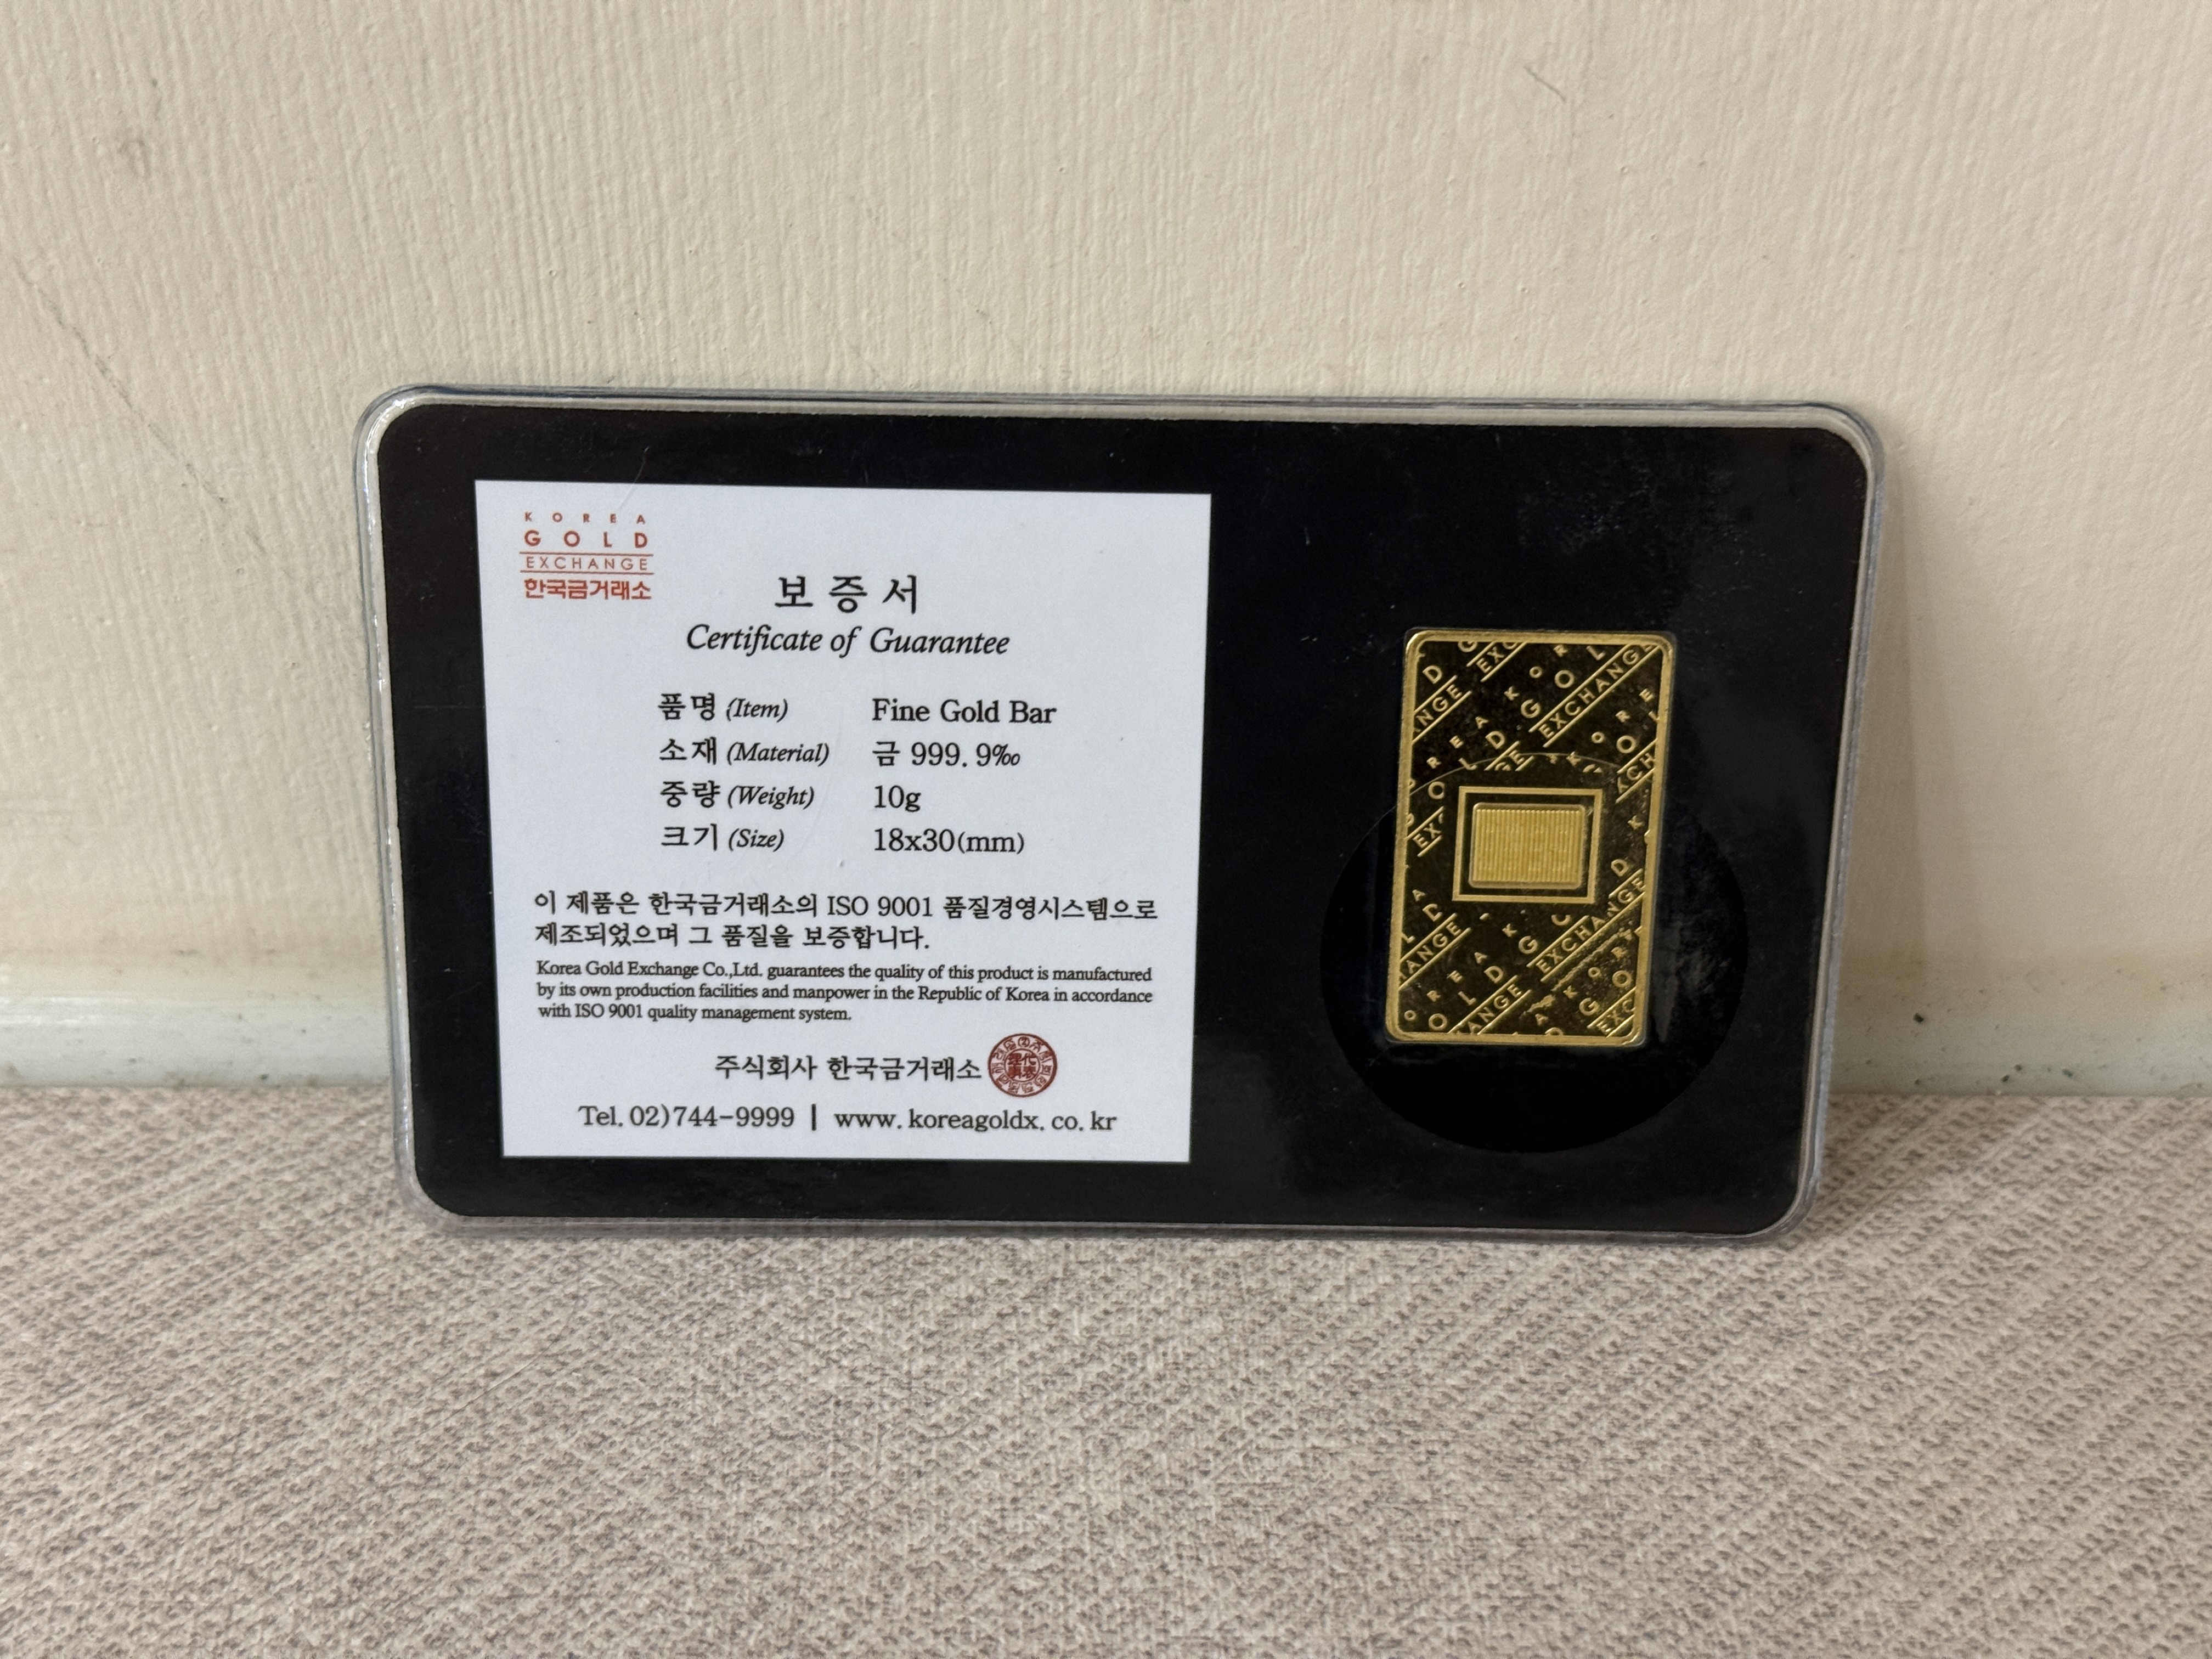 KOREA
GOLD
EXCHANGE
한국금거래소
보증서
Certificate of Guarantee
품명 (Item) Fine Gold Bar
소재 (Material) 금 999.9‰
중량 (Weight) 10g
크기 (Size) 18x30(mm)
이 제품은 한국금거래소의 ISO 9001 품질경영시스템으로
제조되었으며 그 품질을 보증합니다.
Korea Gold Exchange Co.,Ltd. guarantees the quality of this product is manufactured
by its own production facilities and manpower in the Republic of Korea in accordance
with ISO 9001 quality management system.
주식회사 한국금거래소
Tel. 02)744-9999 | www.koreagoldx.co.kr
KOREA
GOLD
EXCHANGE